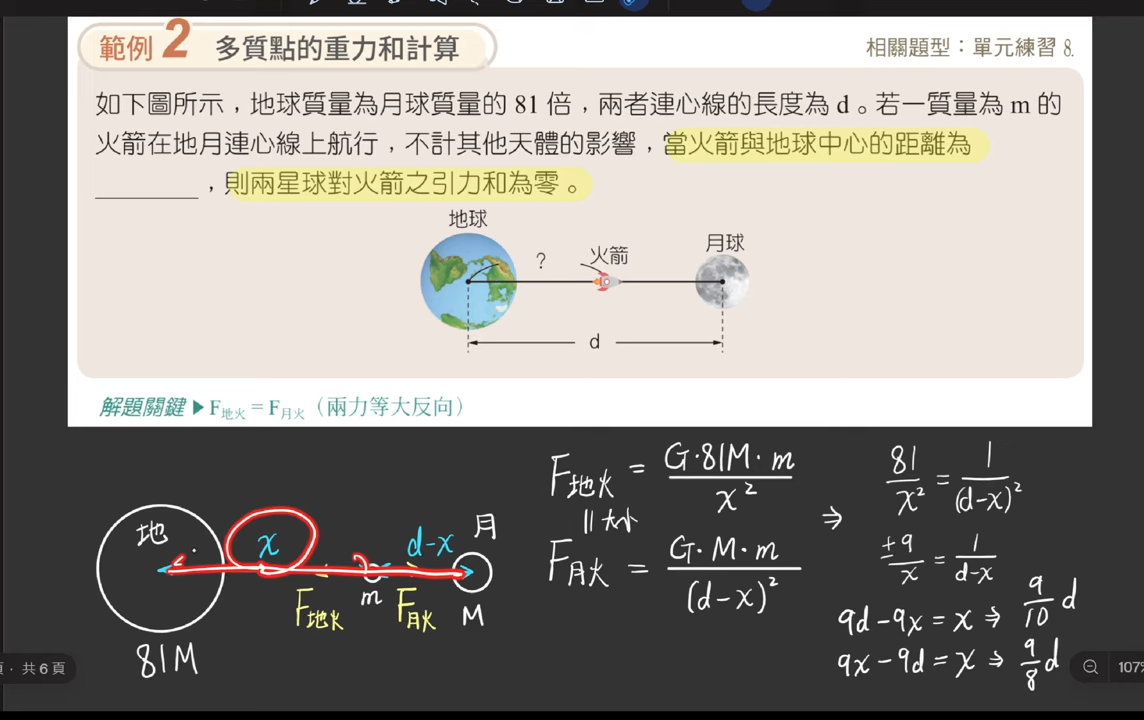 範例2 多質點的重力和計算
相關題型：單元練習 8.
如下圖所示，地球質量為月球質量的 81 倍，兩者連心線的長度為 d。若一質量為 m 的
火箭在地月連心線上航行，不計其他天體的影響，當火箭與地球中心的距離為
________，則兩星球對火箭之引力和為零。
地球
?
火箭
月球
d
解題關鍵▶F地火 = F月火（兩力等大反向）
地
x
d-x
月
F地火
m
F月火
M
81M
F地火 = G·81M·m / x²
|| 大小
F月火 = G·M·m / (d-x)²
⇒
81/x² = 1/(d-x)²
±9/x = 1/(d-x)
9d-9x = x ⇒ 9/10 d
9x-9d = x ⇒ 9/8 d
頁 · 共 6 頁
107%